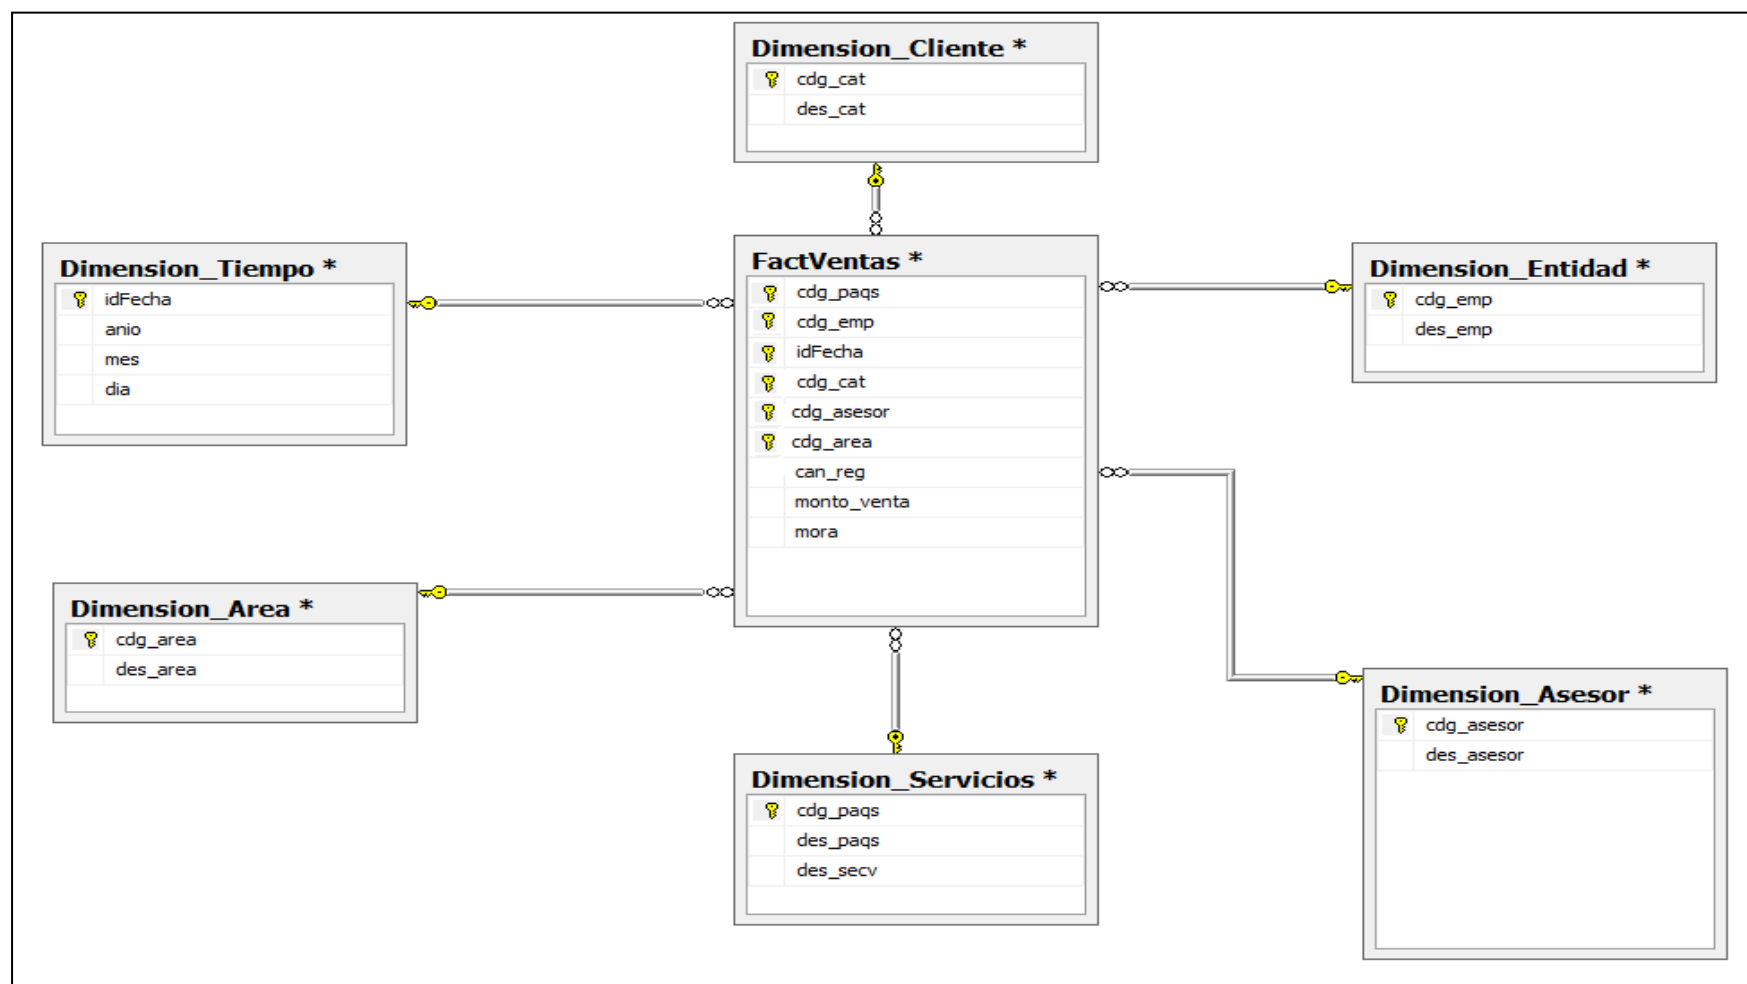 Dimension_Cliente *
cdg_cat
des_cat
Dimension_Tiempo *
idFecha
anio
mes
dia
FactVentas *
cdg_paqs
cdg_emp
idFecha
cdg_cat
cdg_asesor
cdg_area
can_reg
monto_venta
mora
Dimension_Entidad *
cdg_emp
des_emp
Dimension_Area *
cdg_area
des_area
Dimension_Servicios *
cdg_paqs
des_paqs
des_secv
Dimension_Asesor *
cdg_asesor
des_asesor